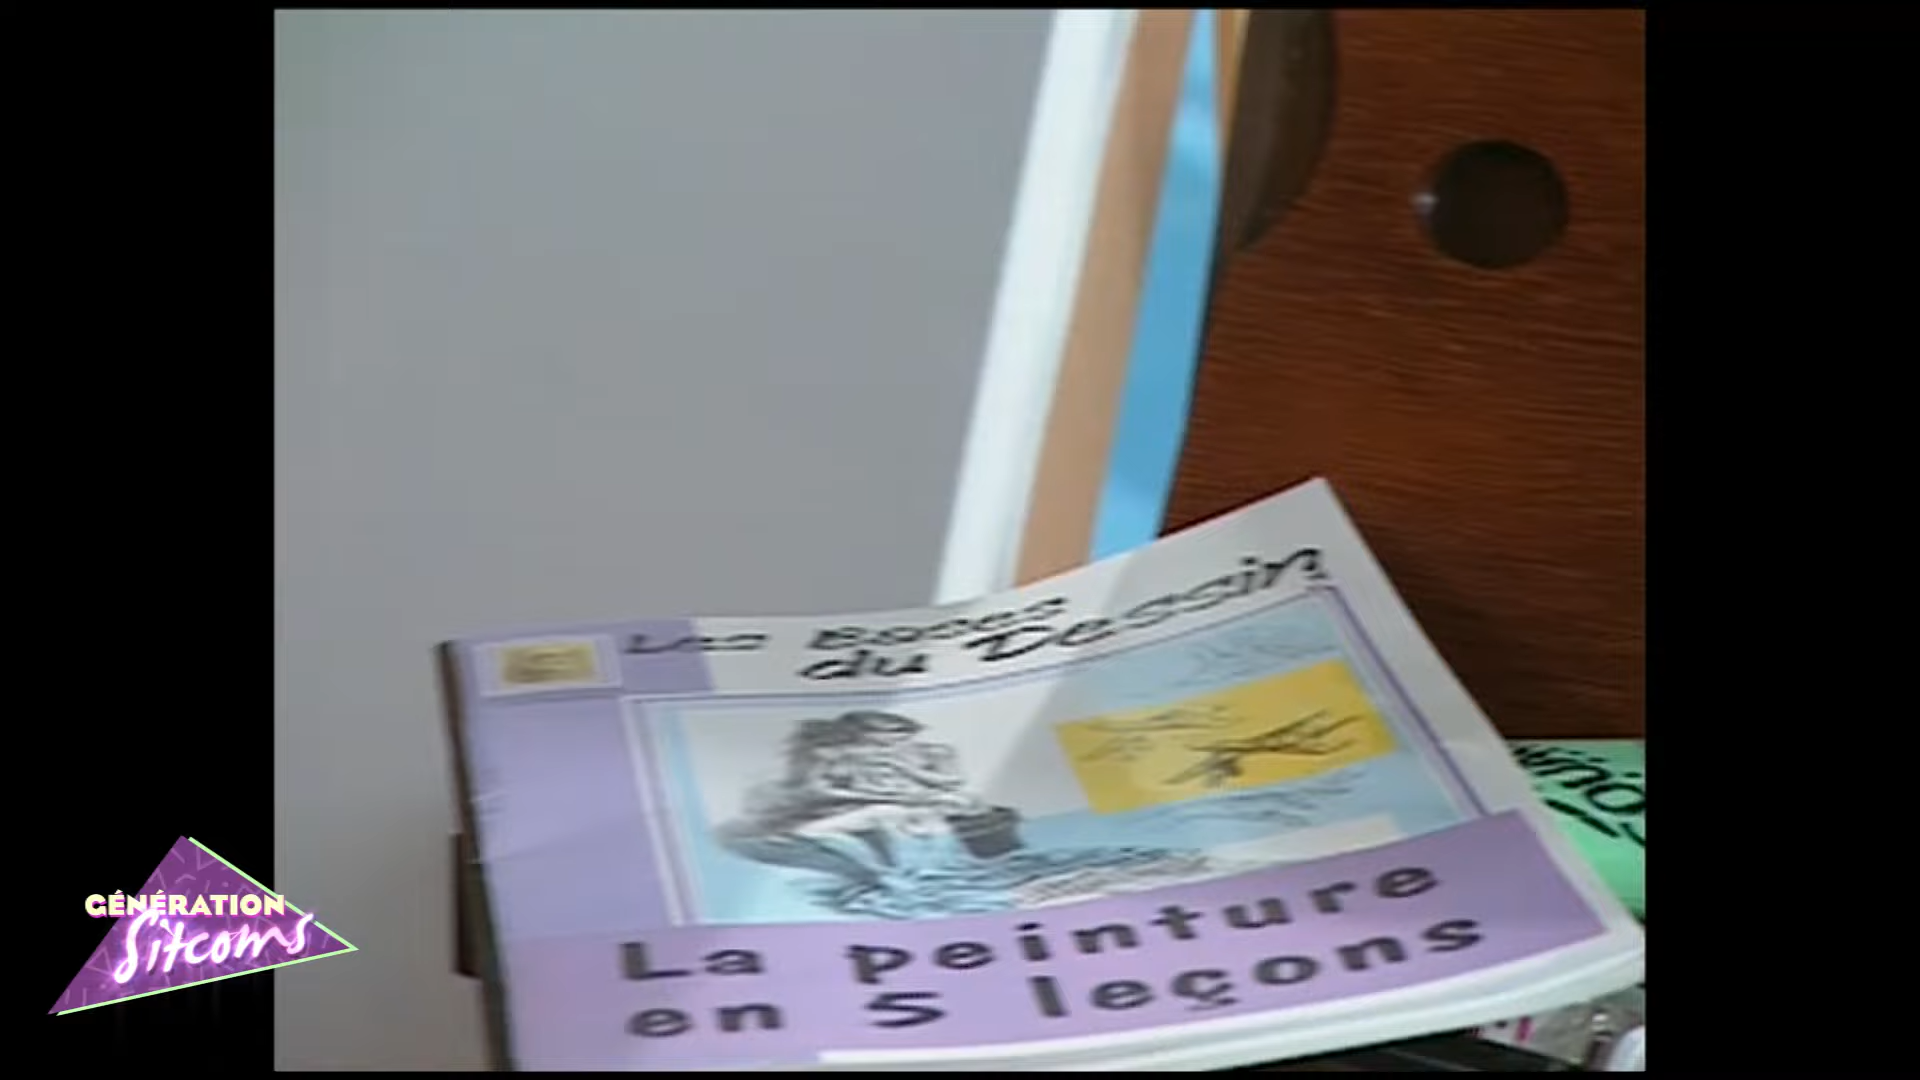 Les Bases
du Dessin
La peinture
en 5 leçons
GÉNÉRATION
Sitcoms